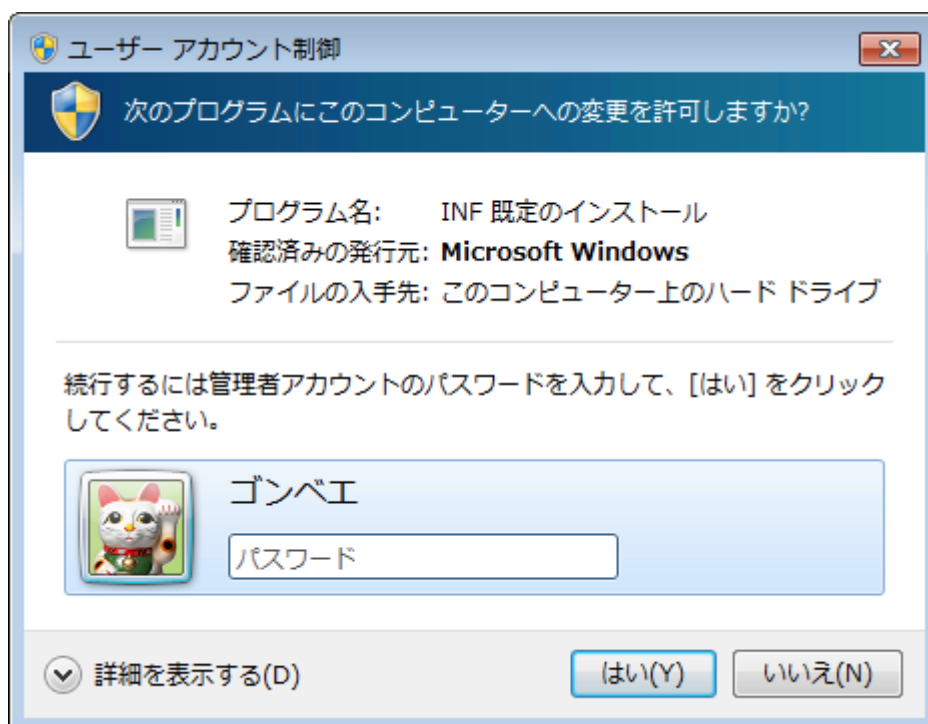 ユーザー アカウント制御
次のプログラムにこのコンピューターへの変更を許可しますか?
プログラム名: INF 既定のインストール
確認済みの発行元: Microsoft Windows
ファイルの入手先: このコンピューター上のハード ドライブ
続行するには管理者アカウントのパスワードを入力して、[はい] をクリック
してください。
ゴンベエ
パスワード
詳細を表示する(D)
はい(Y)
いいえ(N)